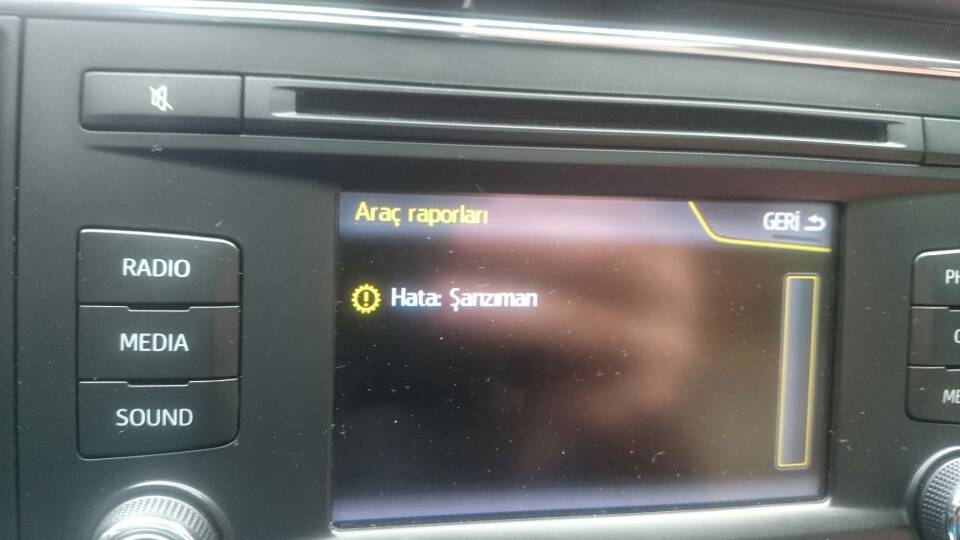 Araç raporları
GERİ
RADIO
Hata: Şanzıman
MEDIA
SOUND